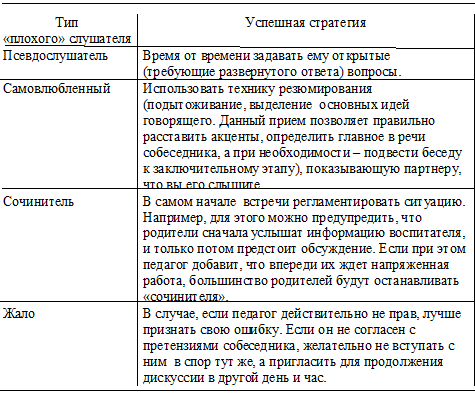 Тип
«плохого» слушателя
Успешная стратегия
Псевдослушатель
Время от времени задавать ему открытые
(требующие развернутого ответа) вопросы.
Самовлюбленный
Использовать технику резюмирования
(подытоживание, выделение основных идей
говорящего. Данный прием позволяет правильно
расставить акценты, определить главное в речи
собеседника, а при необходимости – подвести беседу
к заключительному этапу), показывающую партнеру,
что вы его слышите.
Сочинитель
В самом начале встречи регламентировать ситуацию.
Например, для этого можно предупредить, что
родители сначала услышат информацию воспитателя,
и только потом предстоит обсуждение. Если при этом
педагог добавит, что впереди их ждет напряженная
работа, большинство родителей будут останавливать
«сочинителя».
Жало
В случае, если педагог действительно не прав, лучше
признать свою ошибку. Если он не согласен с
претензиями собеседника, желательно не вступать с
ним в спор тут же, а пригласить для продолжения
дискуссии в другой день и час.